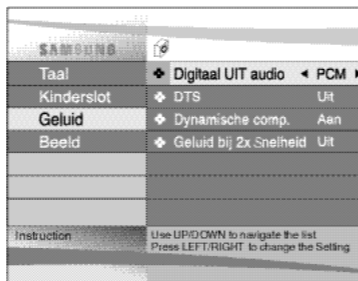 SAMSUNG
Taal
Digitaal UIT audio PCM
Kinderslot
DTS Uit
Geluid
Dynamische comp. Aan
Beeld
Geluid bij 2x Snelheid Uit
Instruction
Use UP/DOWN to navigate the list
Press LEFT/RIGHT to change the Setting